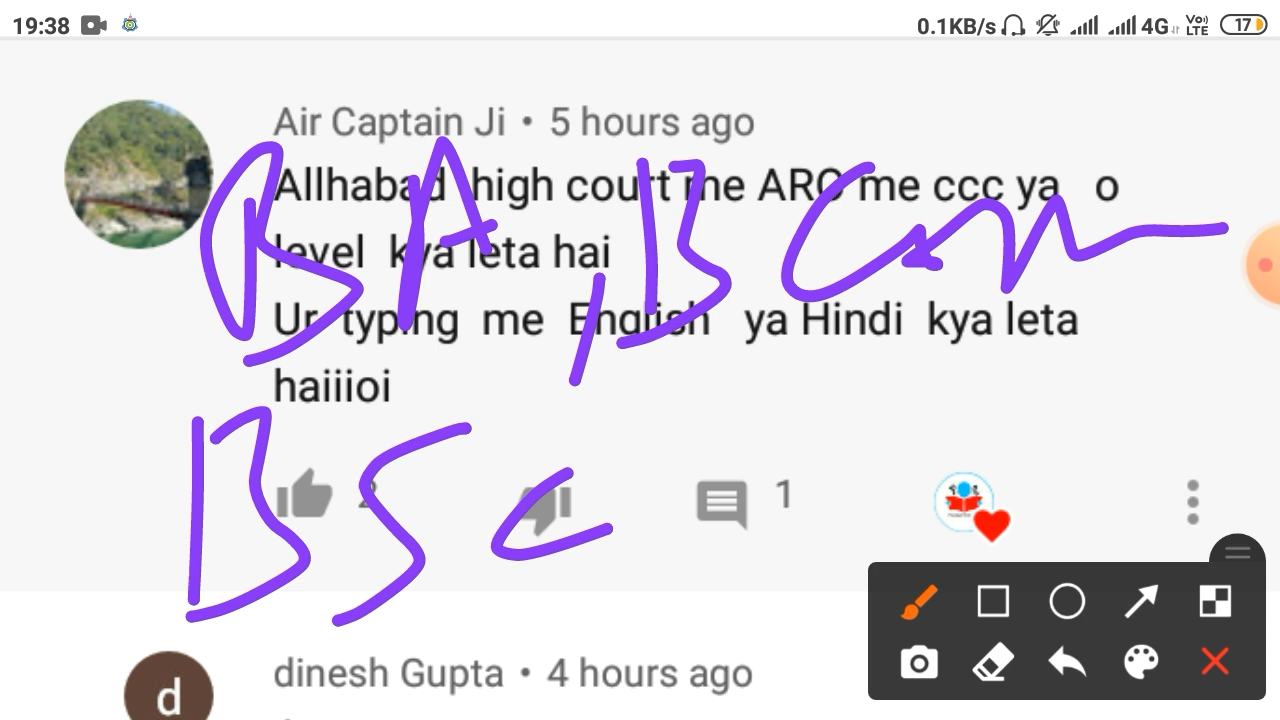 19:38 0.1KB/s 4G Vo) LTE 17
Air Captain Ji • 5 hours ago
Allhabad high court me ARO me ccc ya o
level kya leta hai
Ur typing me English ya Hindi kya leta
haiiioi
BA, BCom
2 1
BSc
d dinesh Gupta • 4 hours ago